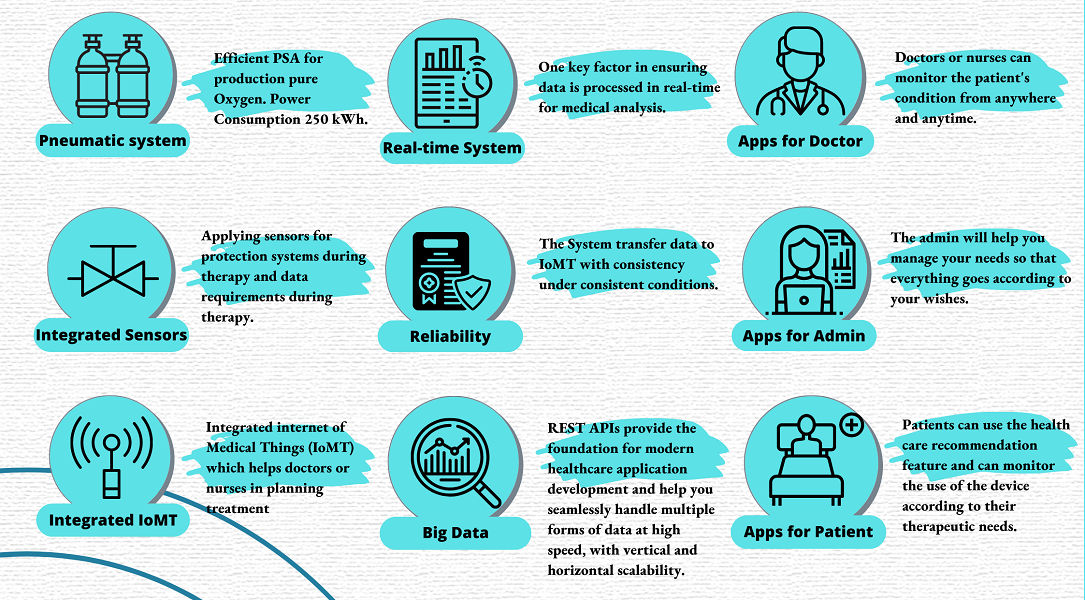 Efficient PSA for
production pure
Oxygen. Power
Consumption 250 kWh.
Pneumatic system
One key factor in ensuring
data is processed in real-time
for medical analysis.
Real-time System
Doctors or nurses can
monitor the patient's
condition from anywhere
and anytime.
Apps for Doctor
Applying sensors for
protection systems during
therapy and data
requirements during
therapy.
Integrated Sensors
The System transfer data to
IoMT with consistency
under consistent conditions.
Reliability
The admin will help you
manage your needs so that
everything goes according to
your wishes.
Apps for Admin
Integrated internet of
Medical Things (IoMT)
which helps doctors or
nurses in planning
treatment
Integrated IoMT
REST APIs provide the
foundation for modern
healthcare application
development and help you
seamlessly handle multiple
forms of data at high
speed, with vertical and
horizontal scalability.
Big Data
Patients can use the health
care recommendation
feature and can monitor
the use of the device
according to their
therapeutic needs.
Apps for Patient